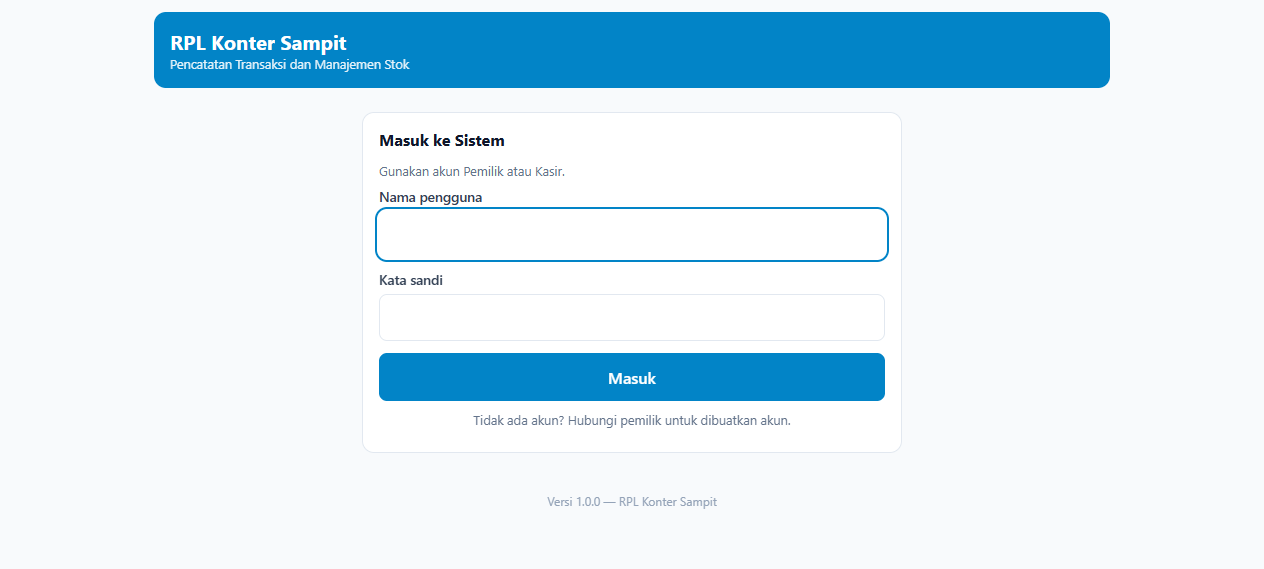 RPL Konter Sampit
Pencatatan Transaksi dan Manajemen Stok
Masuk ke Sistem
Gunakan akun Pemilik atau Kasir.
Nama pengguna
Kata sandi
Masuk
Tidak ada akun? Hubungi pemilik untuk dibuatkan akun.
Versi 1.0.0 — RPL Konter Sampit